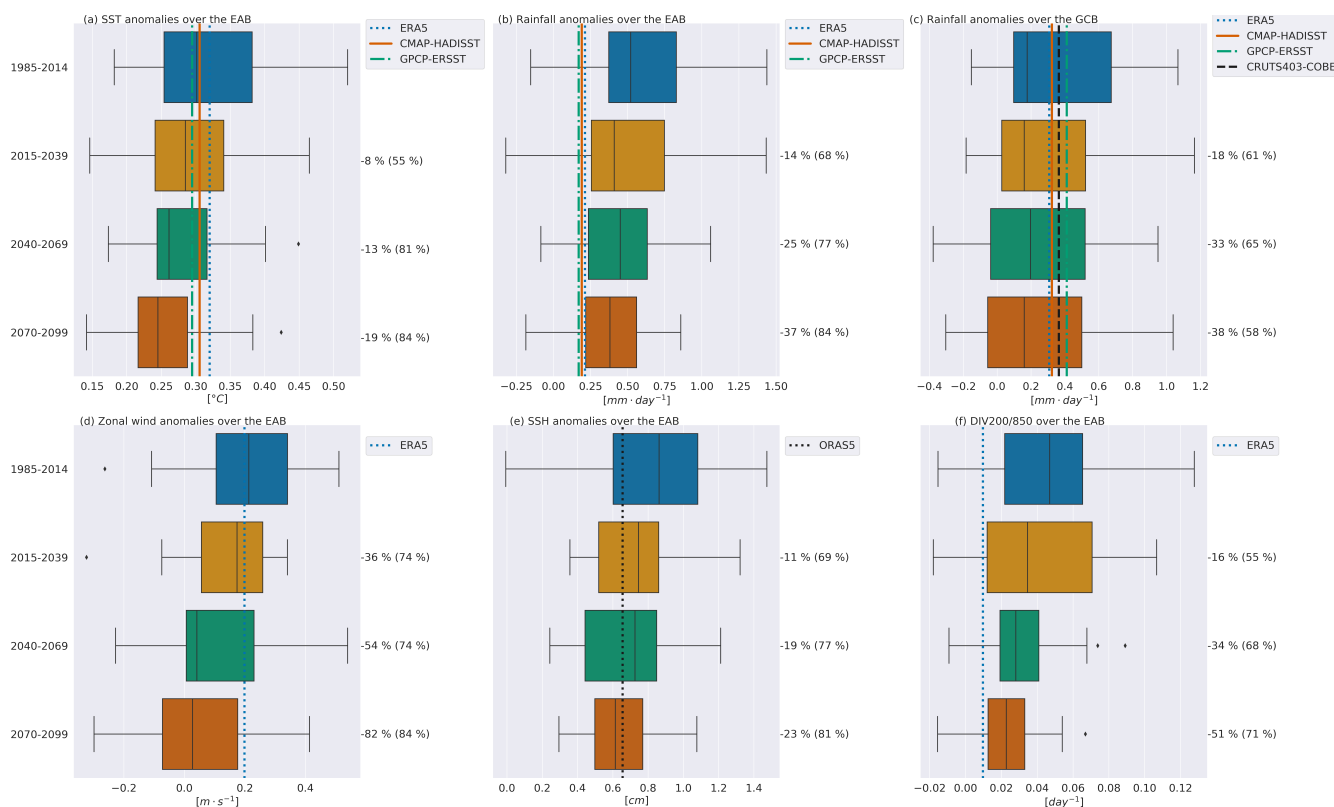 (a) SST anomalies over the EAB
ERA5
CMAP-HADISST
GPCP-ERSST
1985-2014
2015-2039
2040-2069
2070-2099
-8 % (55 %)
-13 % (81 %)
-19 % (84 %)
0.15 0.20 0.25 0.30 0.35 0.40 0.45 0.50
[°C]
(b) Rainfall anomalies over the EAB
ERA5
CMAP-HADISST
GPCP-ERSST
-14 % (68 %)
-25 % (77 %)
-37 % (84 %)
−0.25 0.00 0.25 0.50 0.75 1.00 1.25 1.50
[mm · day⁻¹]
(c) Rainfall anomalies over the GCB
ERA5
CMAP-HADISST
GPCP-ERSST
CRUTS403-COBE
-18 % (61 %)
-33 % (65 %)
-38 % (58 %)
−0.4 −0.2 0.0 0.2 0.4 0.6 0.8 1.0 1.2
[mm · day⁻¹]
(d) Zonal wind anomalies over the EAB
ERA5
1985-2014
2015-2039
2040-2069
2070-2099
-36 % (74 %)
-54 % (74 %)
-82 % (84 %)
−0.2 0.0 0.2 0.4
[m · s⁻¹]
(e) SSH anomalies over the EAB
ORAS5
-11 % (69 %)
-19 % (77 %)
-23 % (81 %)
0.0 0.2 0.4 0.6 0.8 1.0 1.2 1.4
[cm]
(f) DIV200/850 over the EAB
ERA5
-16 % (55 %)
-34 % (68 %)
-51 % (71 %)
−0.02 0.00 0.02 0.04 0.06 0.08 0.10 0.12
[day⁻¹]